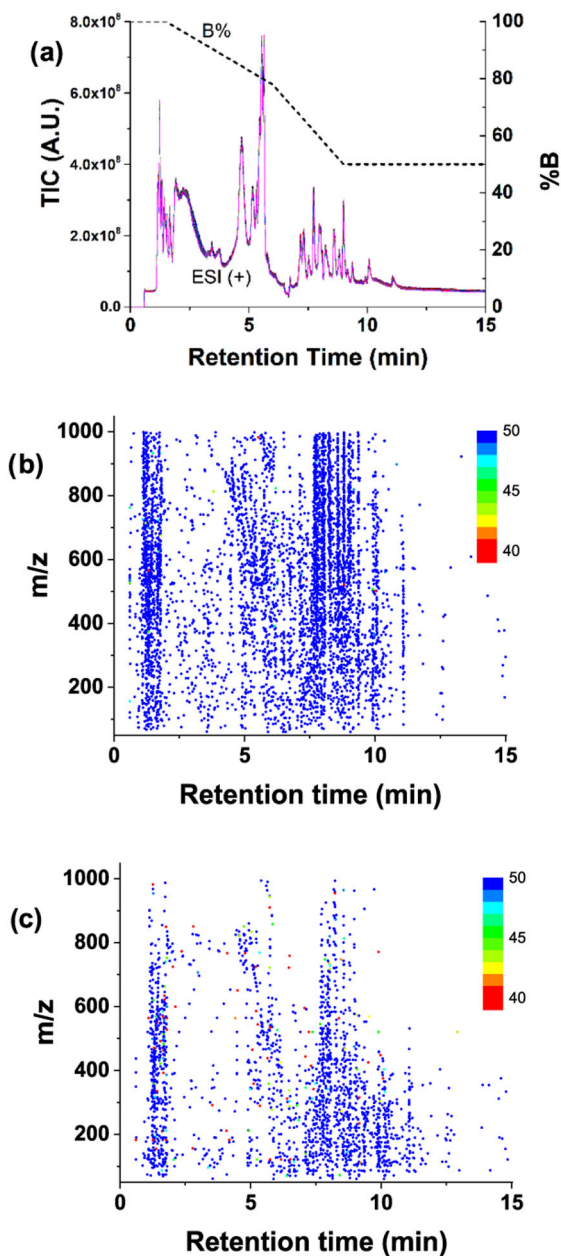 (a)
8.0x10⁸
6.0x10⁸
4.0x10⁸
2.0x10⁸
0.0
TIC (A.U.)
B%
ESI (+)
100
80
60
40
20
0
%B
0 5 10 15
Retention Time (min)
(b)
1000
800
600
400
200
m/z
50
45
40
0 5 10 15
Retention time (min)
(c)
1000
800
600
400
200
m/z
50
45
40
0 5 10 15
Retention time (min)